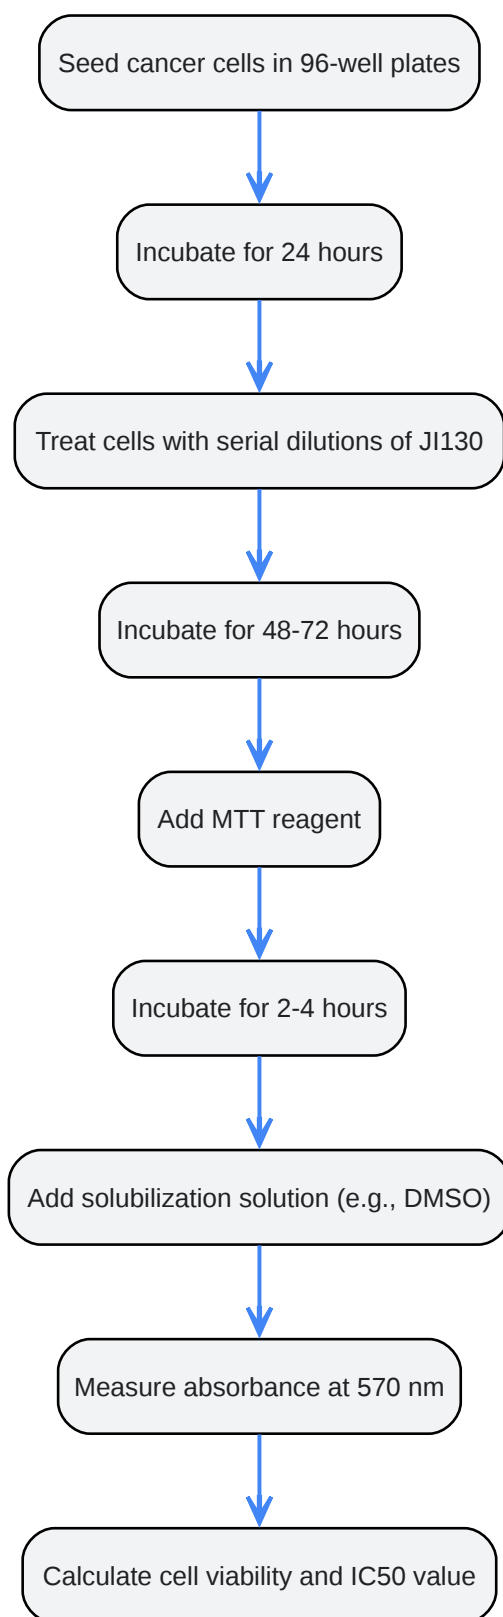 Seed cancer cells in 96-well plates
Incubate for 24 hours
Treat cells with serial dilutions of JI130
Incubate for 48-72 hours
Add MTT reagent
Incubate for 2-4 hours
Add solubilization solution (e.g., DMSO)
Measure absorbance at 570 nm
Calculate cell viability and IC50 value